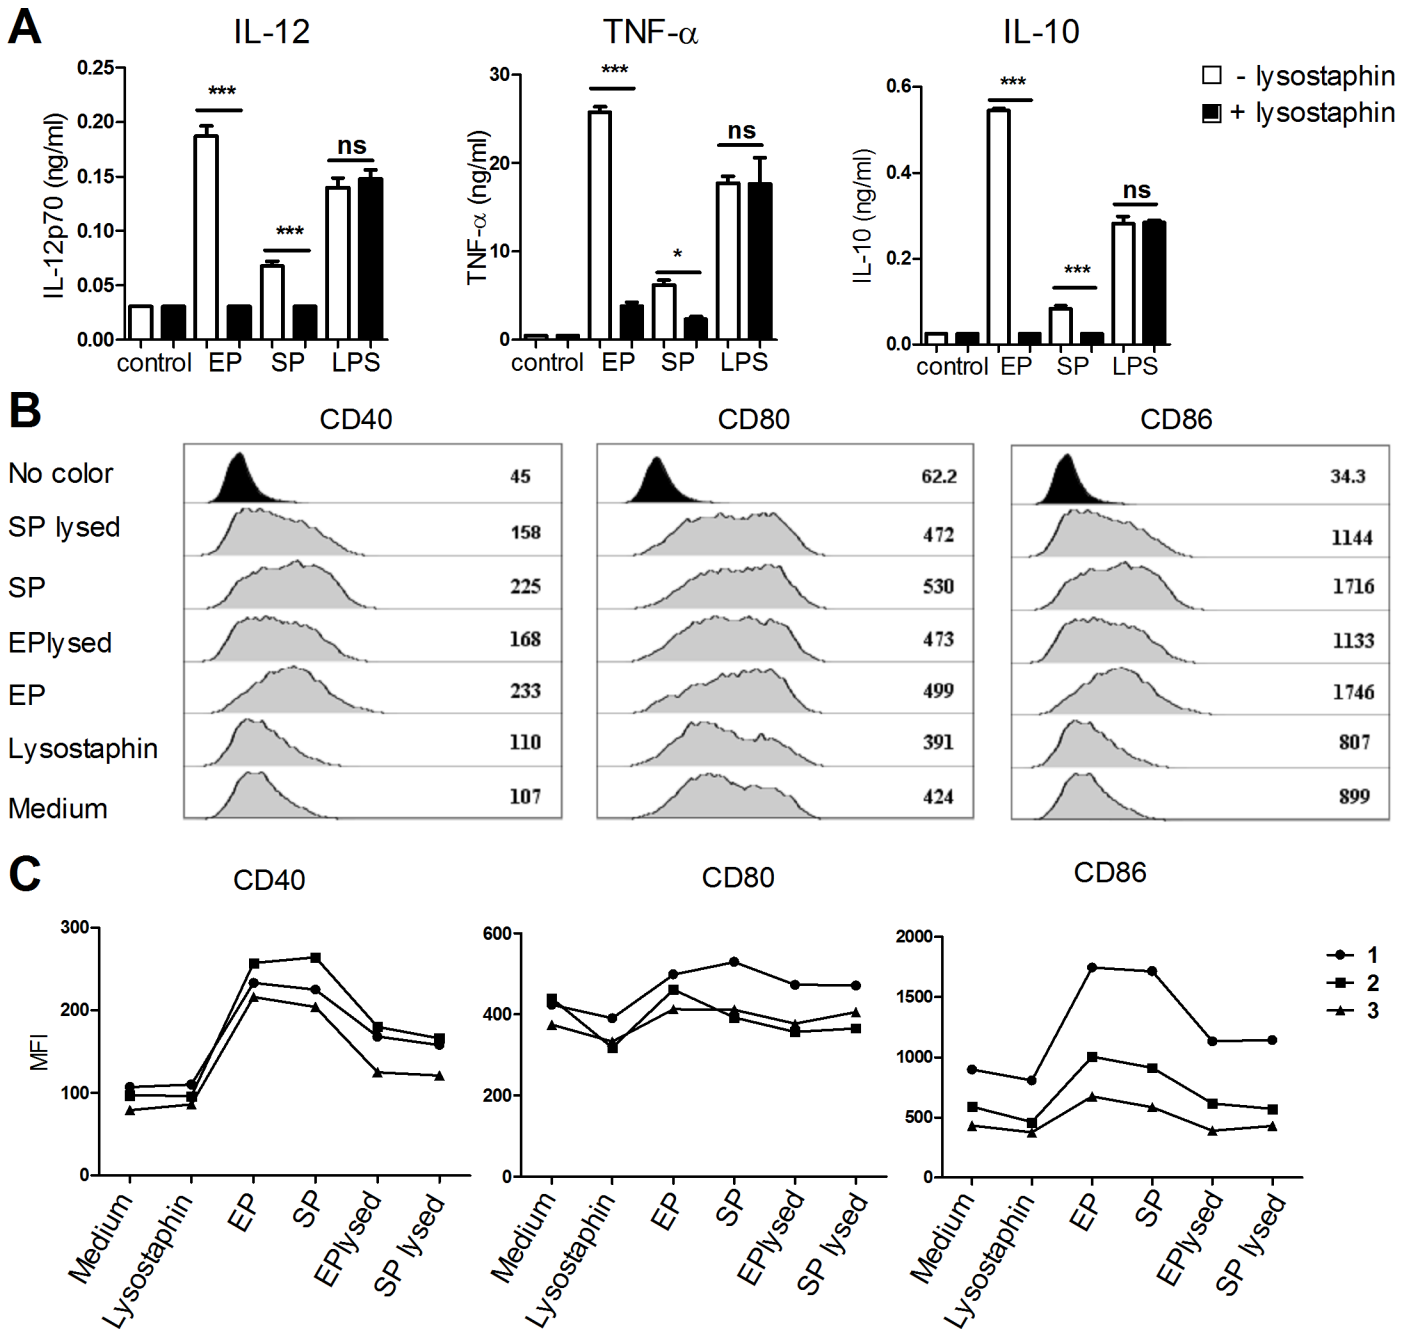 A
IL-12
TNF-α
IL-10
- lysostaphin
+ lysostaphin
IL-12p70 (ng/ml)
0.25
0.20
0.15
0.10
0.05
0.00
***
***
ns
control EP SP LPS
TNF-α (ng/ml)
30
20
10
0
***
*
ns
control EP SP LPS
IL-10 (ng/ml)
0.6
0.4
0.2
0.0
***
***
ns
control EP SP LPS
B
CD40
CD80
CD86
No color 45 62.2 34.3
SP lysed 158 472 1144
SP 225 530 1716
EPlysed 168 473 1133
EP 233 499 1746
Lysostaphin 110 391 807
Medium 107 424 899
C
CD40
CD80
CD86
MFI
300
200
100
0
Medium
Lysostaphin
EP
SP
EPlysed
SP lysed
600
400
200
0
Medium
Lysostaphin
EP
SP
EPlysed
SP lysed
2000
1500
1000
500
0
Medium
Lysostaphin
EP
SP
EPlysed
SP lysed
1
2
3